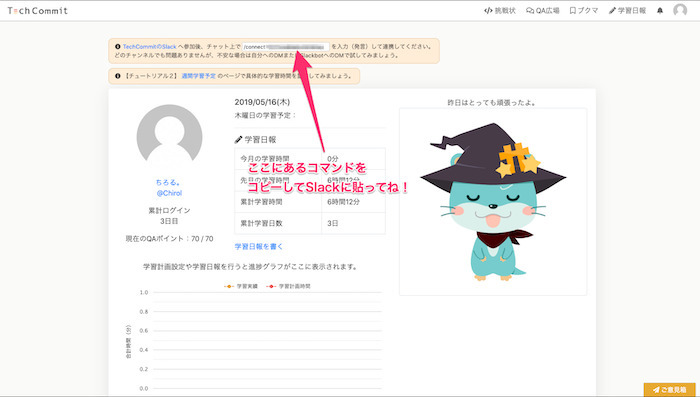 TechCommit
挑戦状 QA広場 ブクマ 学習日報
TechCommitのSlack へ参加後、チャット上で /connect を入力（発言）して連携してください。
どのチャンネルでも問題ありませんが、不安な場合は自分へのDMまたはSlackbotへのDMで試してみましょう。
【チュートリアル２】 週間学習予定 のページで具体的な学習時間を
してみましょう。
2019/05/16(木)
木曜日の学習予定：
昨日はとっても頑張ったよ。
学習日報
今月の学習時間 0分
先月の学習時間 6時間12分
累計学習時間 6時間12分
累計学習日数 3日
学習日報を書く
ここにあるコマンドを
コピーしてSlackに貼ってね！
ちろる。
@Chirol
累計ログイン
3日目
現在のQAポイント：70 / 70
学習計画設定や学習日報を行うと進捗グラフがここに表示されます。
学習実績 学習計画時間
合計時間（分）
1.0
0.8
0.6
0.4
0.2
0.0
ご意見箱